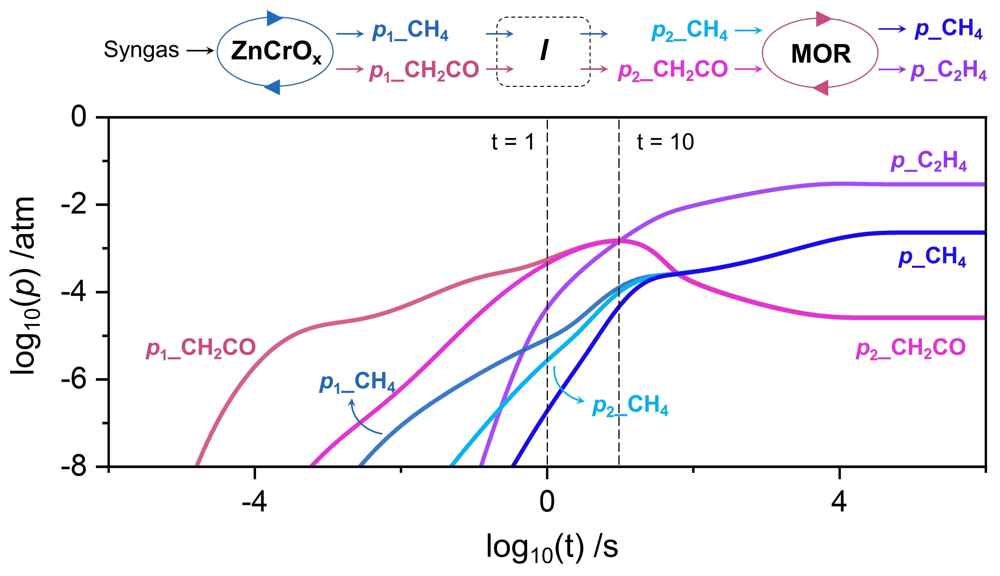 Syngas ZnCrOₓ p₁_CH₄ I p₂_CH₄ MOR p_CH₄
p₁_CH₂CO p₂_CH₂CO p_C₂H₄
0
-2
-4
-6
-8
log₁₀(p) /atm
t = 1
t = 10
p_C₂H₄
p_CH₄
p₁_CH₂CO
p₂_CH₂CO
p₁_CH₄
p₂_CH₄
-4 0 4
log₁₀(t) /s